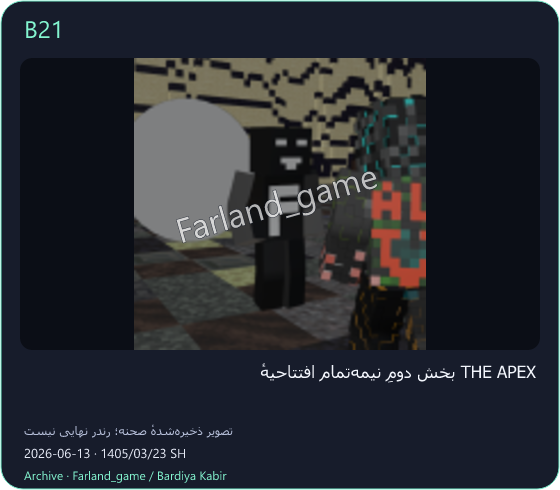 B21
Farland_game
THE APEX بخش دوم نیمه‌تمام افتتاحیهٔ
تصویر ذخیره‌شدهٔ صحنه؛ رندر نهایی نیست
2026-06-13 · 1405/03/23 SH
Archive · Farland_game / Bardiya Kabir